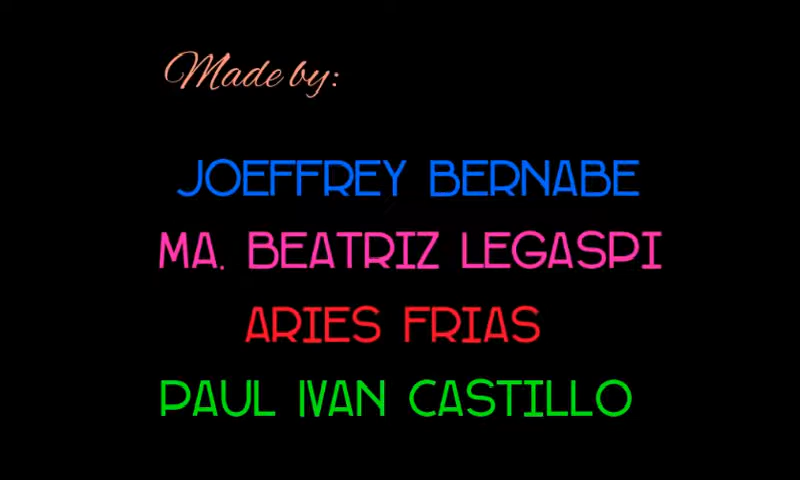 Made by:
JOEFFREY BERNABE
MA. BEATRIZ LEGASPI
ARIES FRIAS
PAUL IVAN CASTILLO